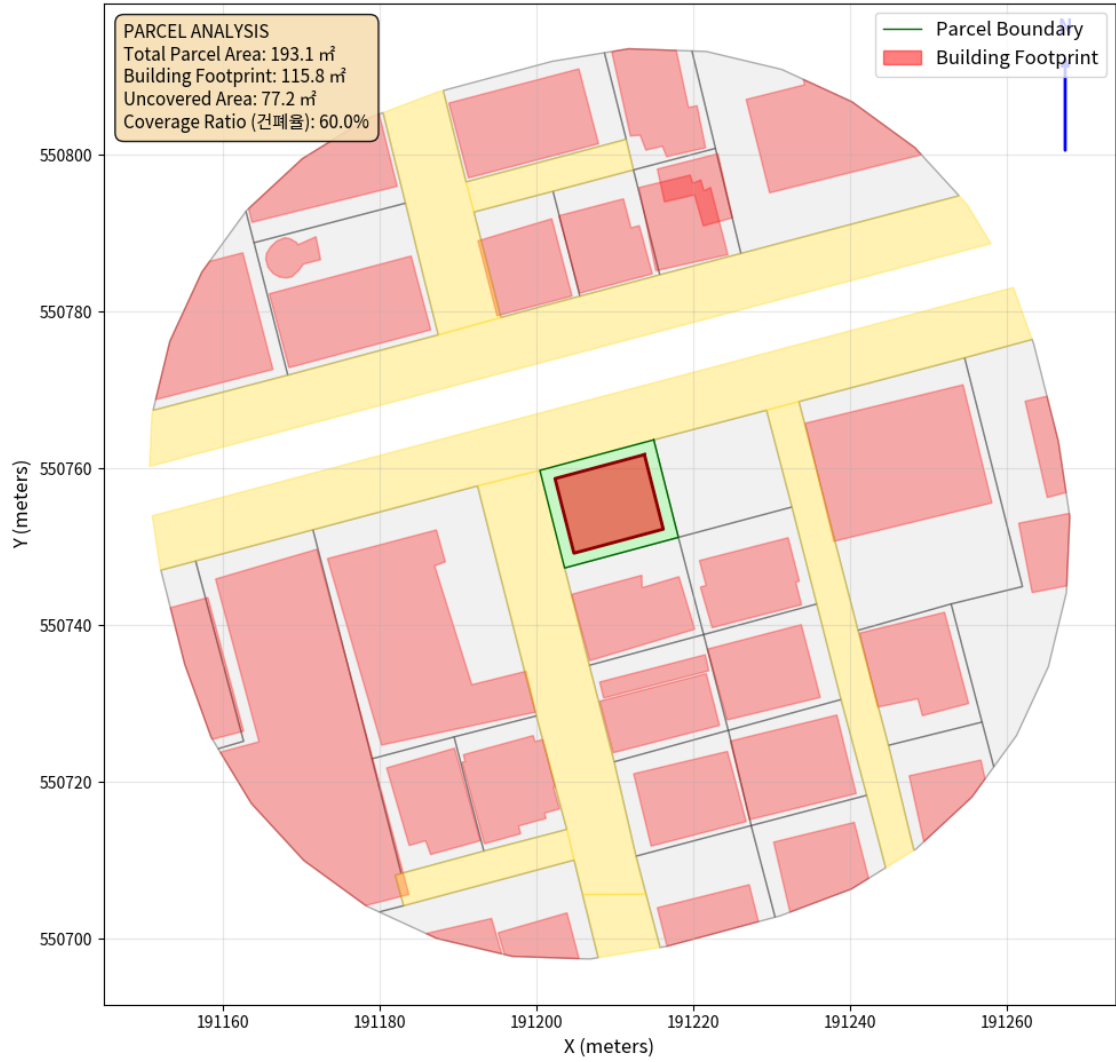 PARCEL ANALYSIS
Total Parcel Area: 193.1 ㎡
Building Footprint: 115.8 ㎡
Uncovered Area: 77.2 ㎡
Coverage Ratio (건폐율): 60.0%
N
Parcel Boundary
Building Footprint
550800
550780
550760
550740
550720
550700
Y (meters)
191160
191180
191200
191220
191240
191260
X (meters)